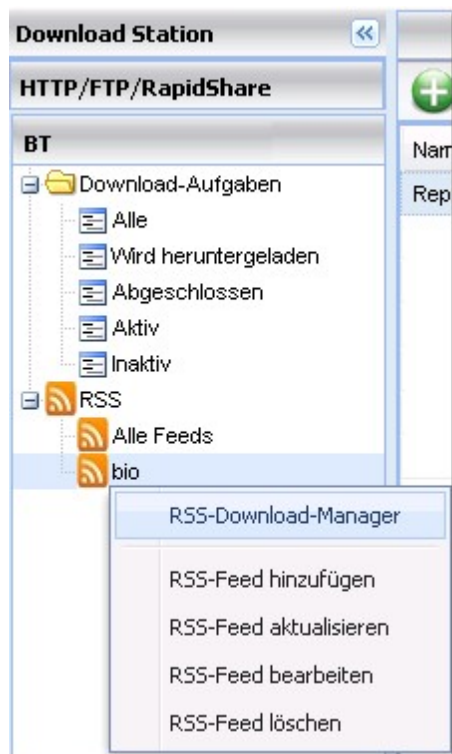 Download Station
HTTP/FTP/RapidShare
BT
Download-Aufgaben
Alle
Wird heruntergeladen
Abgeschlossen
Aktiv
Inaktiv
RSS
Alle Feeds
bio
RSS-Download-Manager
RSS-Feed hinzufügen
RSS-Feed aktualisieren
RSS-Feed bearbeiten
RSS-Feed löschen